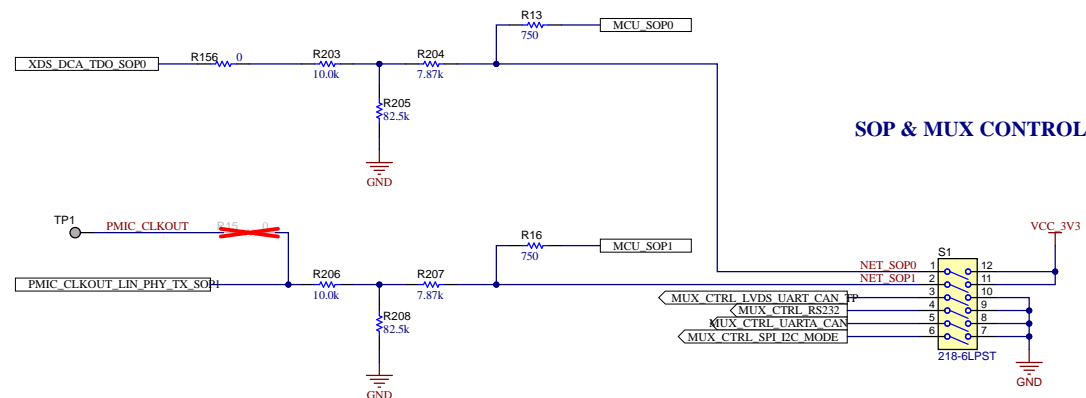 R13
750
MCU_SOP0
XDS_DCA_TDO_SOP0
R156
0
R203
10.0k
R204
7.87k
R205
82.5k
GND
SOP & MUX CONTROL
TP1
PMIC_CLKOUT
R15 0
VCC_3V3
R16
750
MCU_SOP1
PMIC_CLKOUT_LIN_PHY_TX_SOP1
R206
10.0k
R207
7.87k
R208
82.5k
GND
S1
NET_SOP0 1 12
NET_SOP1 2 11
MUX_CTRL_LVDS_UART_CAN_TP 3 10
MUX_CTRL_RS232 4 9
MUX_CTRL_UARTA_CAN 5 8
MUX_CTRL_SPI_I2C_MODE 6 7
218-6LPST
GND